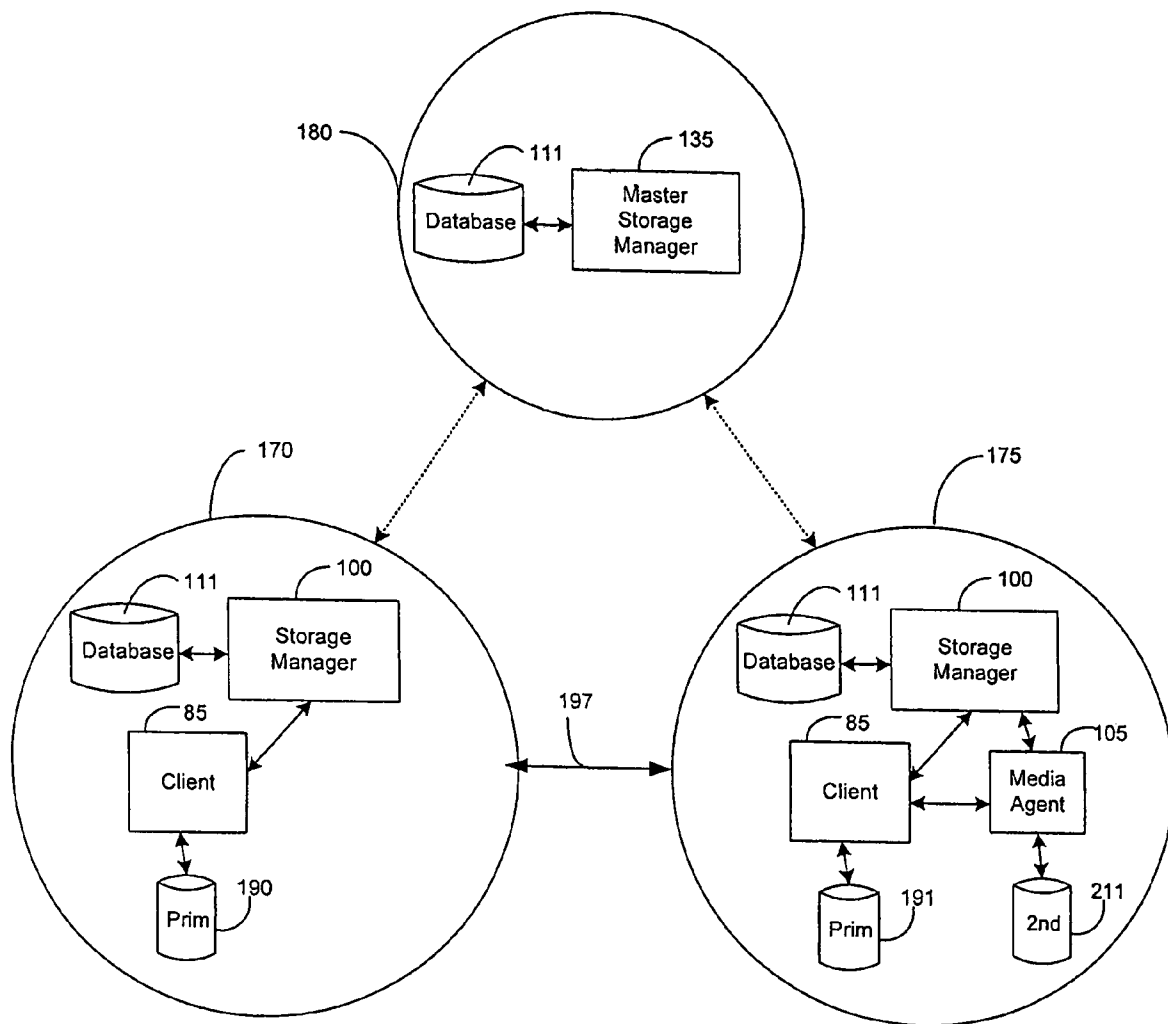 180
111
135
Database
Master
Storage
Manager
170
175
111
100
Database
Storage
Manager
85
Client
190
Prim
197
111
100
Database
Storage
Manager
85
105
Client
Media
Agent
191
211
Prim
2nd